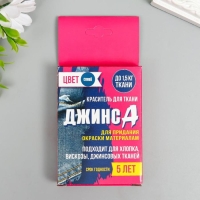 ЦВЕТ синий
ДО 1,5 КГ
ТКАНИ
КРАСИТЕЛЬ ДЛЯ ТКАНИ
ДЖИНСА
ДЛЯ ПРИДАНИЯ
ОКРАСКИ МАТЕРИАЛАМ
ПОДХОДИТ ДЛЯ ХЛОПКА,
ВИСКОЗЫ, ДЖИНСОВЫХ ТКАНЕЙ
СРОК ГОДНОСТИ 5 ЛЕТ